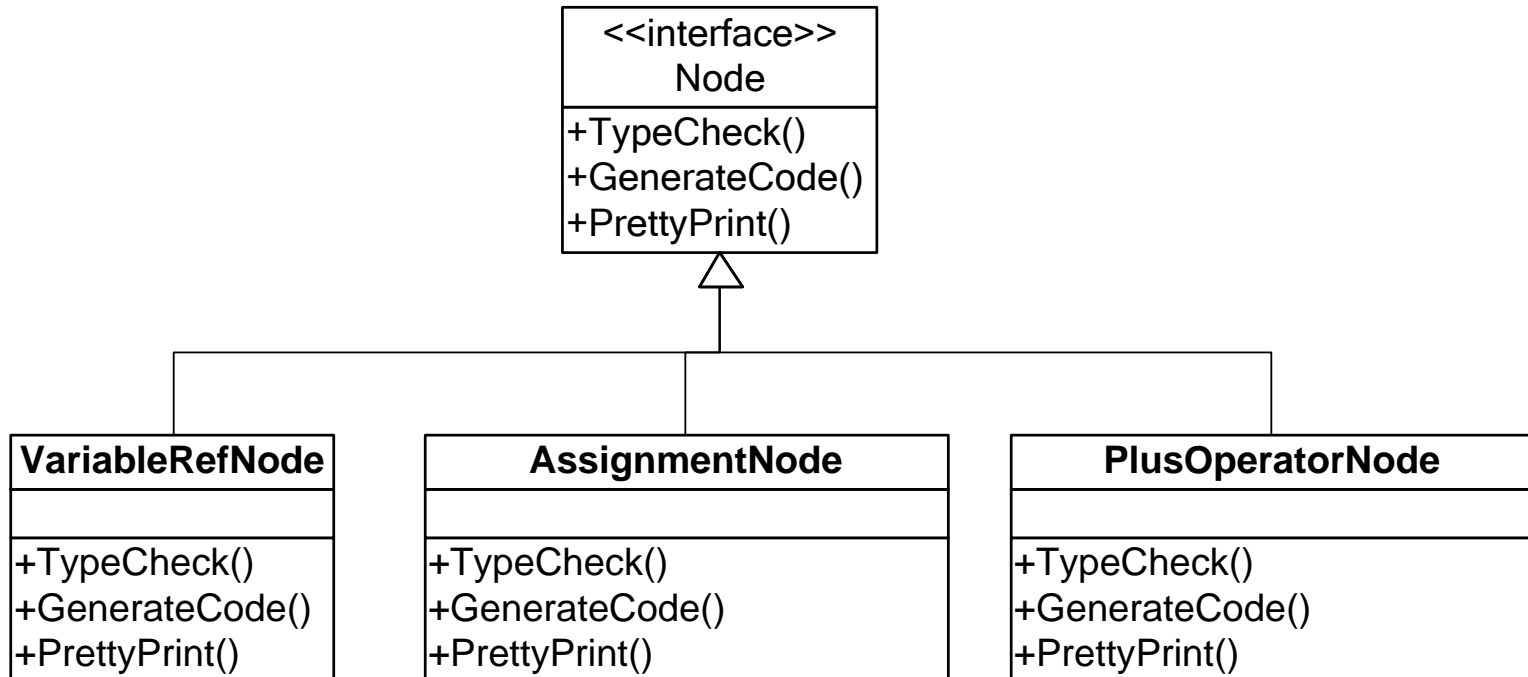 <<interface>>
Node
+TypeCheck()
+GenerateCode()
+PrettyPrint()
VariableRefNode
+TypeCheck()
+GenerateCode()
+PrettyPrint()
AssignmentNode
+TypeCheck()
+GenerateCode()
+PrettyPrint()
PlusOperatorNode
+TypeCheck()
+GenerateCode()
+PrettyPrint()